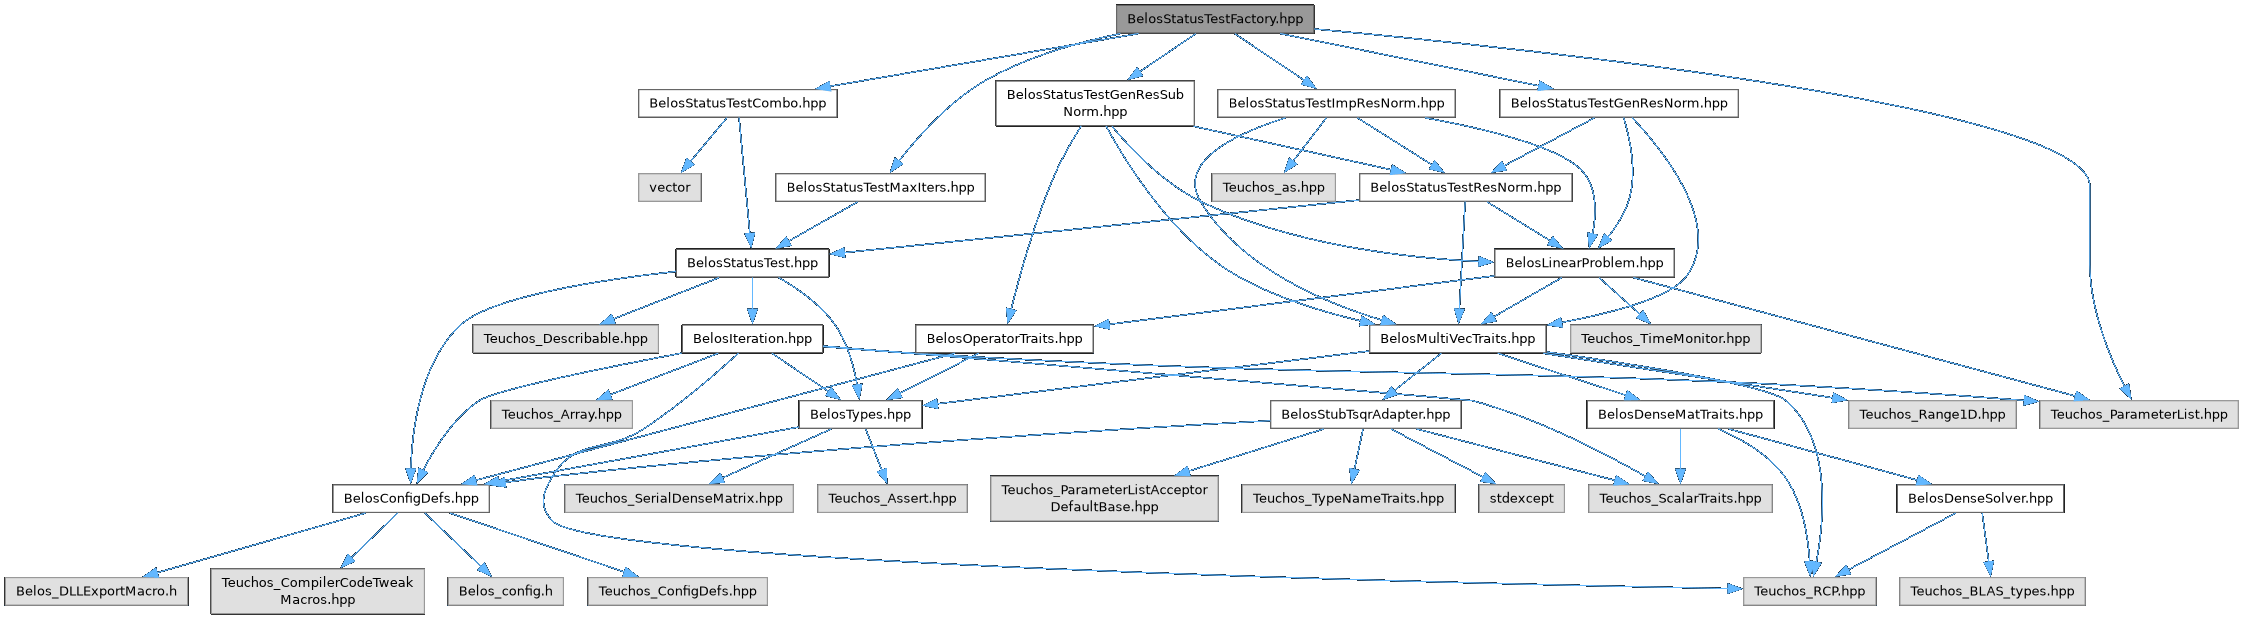 BelosStatusTestFactory.hpp
BelosStatusTestCombo.hpp
BelosStatusTestGenResSub
Norm.hpp
BelosStatusTestImpResNorm.hpp
BelosStatusTestGenResNorm.hpp
vector
BelosStatusTestMaxIters.hpp
Teuchos_as.hpp
BelosStatusTestResNorm.hpp
BelosStatusTest.hpp
BelosLinearProblem.hpp
Teuchos_Describable.hpp
BelosIteration.hpp
BelosOperatorTraits.hpp
BelosMultiVecTraits.hpp
Teuchos_TimeMonitor.hpp
Teuchos_Array.hpp
BelosTypes.hpp
BelosStubTsqrAdapter.hpp
BelosDenseMatTraits.hpp
Teuchos_Range1D.hpp
Teuchos_ParameterList.hpp
BelosConfigDefs.hpp
Teuchos_SerialDenseMatrix.hpp
Teuchos_Assert.hpp
Teuchos_ParameterListAcceptor
DefaultBase.hpp
Teuchos_TypeNameTraits.hpp
stdexcept
Teuchos_ScalarTraits.hpp
BelosDenseSolver.hpp
Belos_DLLExportMacro.h
Teuchos_CompilerCodeTweak
Macros.hpp
Belos_config.h
Teuchos_ConfigDefs.hpp
Teuchos_RCP.hpp
Teuchos_BLAS_types.hpp